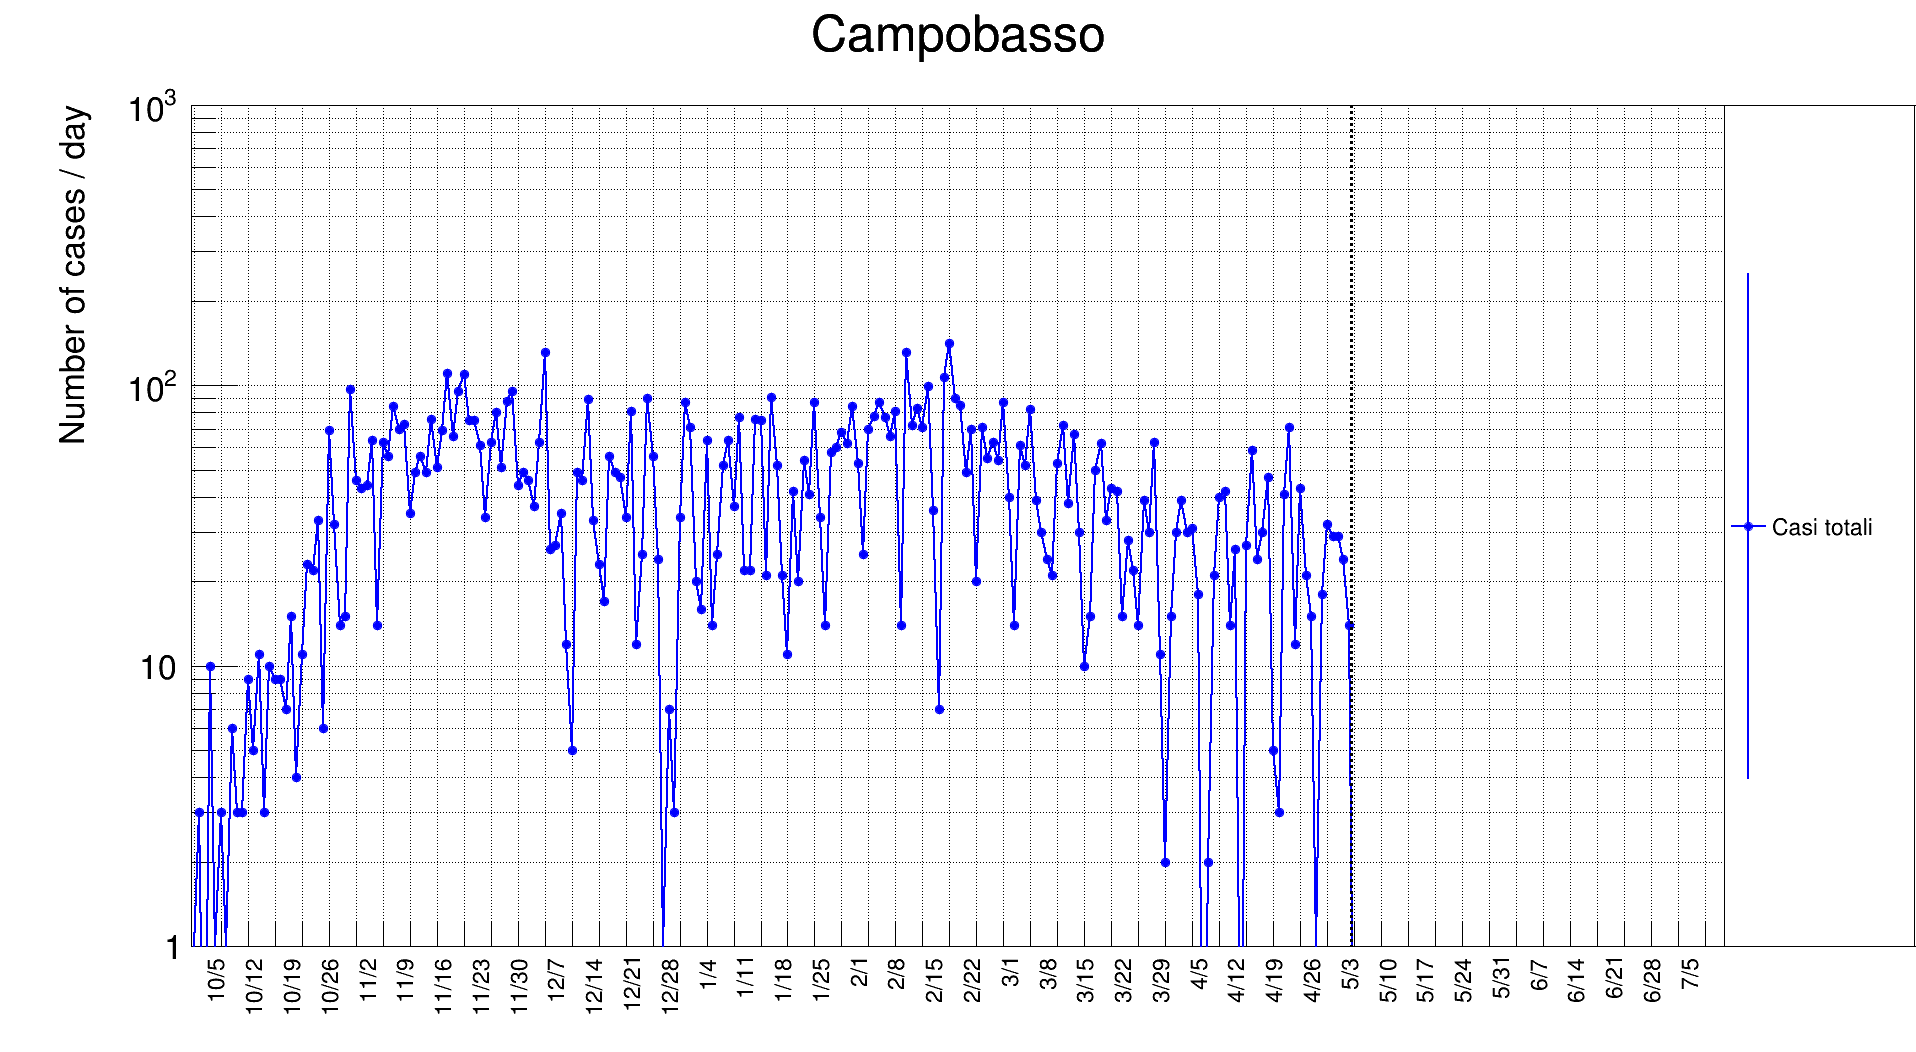 Campobasso
Number of cases / day
10³
10²
10
1
10/5 10/12 10/19 10/26 11/2 11/9 11/16 11/23 11/30 12/7 12/14 12/21 12/28 1/4 1/11 1/18 1/25 2/1 2/8 2/15 2/22 3/1 3/8 3/15 3/22 3/29 4/5 4/12 4/19 4/26 5/3 5/10 5/17 5/24 5/31 6/7 6/14 6/21 6/28 7/5
Casi totali